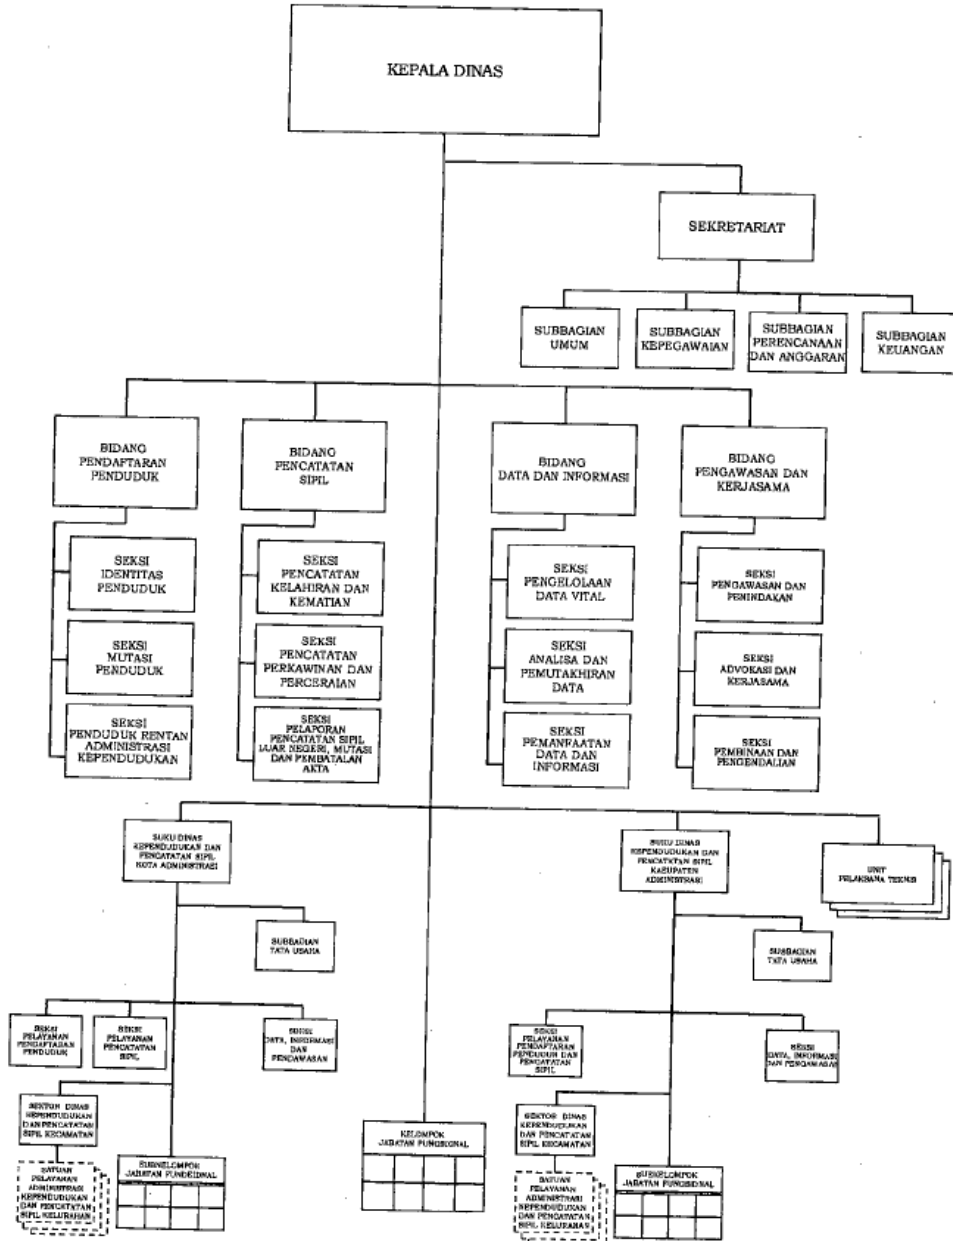 KEPALA DINAS
SEKRETARIAT
SUBBAGIAN
UMUM
SUBBAGIAN
KEPEGAWAIAN
SUBBAGIAN
PERENCANAAN
DAN ANGGARAN
SUBBAGIAN
KEUANGAN
BIDANG
PENDAFTARAN
PENDUDUK
BIDANG
PENCATATAN
SIPIL
BIDANG
DATA DAN INFORMASI
BIDANG
PENGAWASAN DAN
KERJASAMA
SEKSI
IDENTITAS
PENDUDUK
SEKSI
PENCATATAN
KELAHIRAN DAN
KEMATIAN
SEKSI
PENGELOLAAN
DATA VITAL
SEKSI
PENGAWASAN DAN
PENINDAKAN
SEKSI
MUTASI
PENDUDUK
SEKSI
PENCATATAN
PERKAWINAN DAN
PERCERAIAN
SEKSI
ANALISA DAN
PEMUTAKHIRAN
DATA
SEKSI
ADVOKASI DAN
KERJASAMA
SEKSI
PENDUDUK RENTAN
ADMINISTRASI
KEPENDUDUKAN
SEKSI
PELAPORAN
PENCATATAN SIPIL
LUAR NEGERI, MUTASI
DAN PEMBATALAN
AKTA
SEKSI
PEMANFAATAN
DATA DAN
INFORMASI
SEKSI
PEMBINAAN DAN
PENGENDALIAN
SUKU DINAS
KEPENDUDUKAN DAN
PENCATATAN SIPIL
KOTA ADMINISTRASI
SUKU DINAS
KEPENDUDUKAN DAN
PENCATATAN SIPIL
KABUPATEN
ADMINISTRASI
UNIT
PELAKSANA TEKNIS
SUBBAGIAN
TATA USAHA
SUBBAGIAN
TATA USAHA
SEKSI
PELAYANAN
PENDAFTARAN
PENDUDUK
SEKSI
PELAYANAN
PENCATATAN
SIPIL
SEKSI
DATA, INFORMASI
DAN
PENGAWASAN
SEKSI
PELAYANAN
PENDAFTARAN
PENDUDUK DAN
PENCATATAN
SIPIL
SEKSI
DATA, INFORMASI
DAN PENGAWASAN
SEKTOR DINAS
KEPENDUDUKAN
DAN PENCATATAN
SIPIL KECAMATAN
KELOMPOK
JABATAN FUNGSIONAL
SEKTOR DINAS
KEPENDUDUKAN
DAN PENCATATAN
SIPIL KECAMATAN
SATUAN
PELAYANAN
ADMINISTRASI
KEPENDUDUKAN
DAN PENCATATAN
SIPIL KELURAHAN
SUBKELOMPOK
JABATAN FUNGSIONAL
SATUAN
PELAYANAN
ADMINISTRASI
KEPENDUDUKAN
DAN PENCATATAN
SIPIL KELURAHAN
SUBKELOMPOK
JABATAN FUNGSIONAL